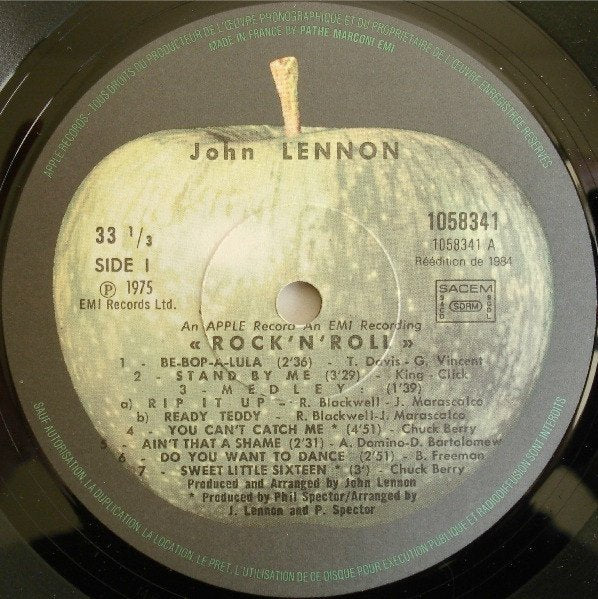 APPLE RECORDS - TOUS DROITS DU PRODUCTEUR DE L'ŒUVRE PHONOGRAPHIQUE ET DU PROPRIETAIRE DE L'ŒUVRE ENREGISTREE RESERVES
MADE IN FRANCE BY PATHE MARCONI EMI
John LENNON
33 1/3
SIDE 1
℗ 1975
EMI Records Ltd.
1058341
1058341 A
Réédition de 1984
SACEM
SDRM
An APPLE Record An EMI Recording
« ROCK'N'ROLL »
1 - BE-BOP-A-LULA (2'36) - T. Davis - G. Vincent
2 - STAND BY ME (3'29) - King - Click
3 - MEDLEY - (1'39)
a) RIP IT UP - R. Blackwell - J. Marascalco
b) READY TEDDY - R. Blackwell-J. Marascalco
4 - YOU CAN'T CATCH ME * (4'51) - Chuck Berry
5 - AIN'T THAT A SHAME (2'31) - A. Domino-D. Bartolomew
6 - DO YOU WANT TO DANCE * (2'51) - B. Freeman
7 - SWEET LITTLE SIXTEEN * (3') - Chuck Berry
Produced and Arranged by John Lennon
* Produced by Phil Spector/Arranged by
J. Lennon and P. Spector
SAUF AUTORISATION, LA DUPLICATION, LA LOCATION, LE PRET, L'UTILISATION DE CE DISQUE POUR EXECUTION PUBLIQUE ET RADIODIFFUSION SONT INTERDITS